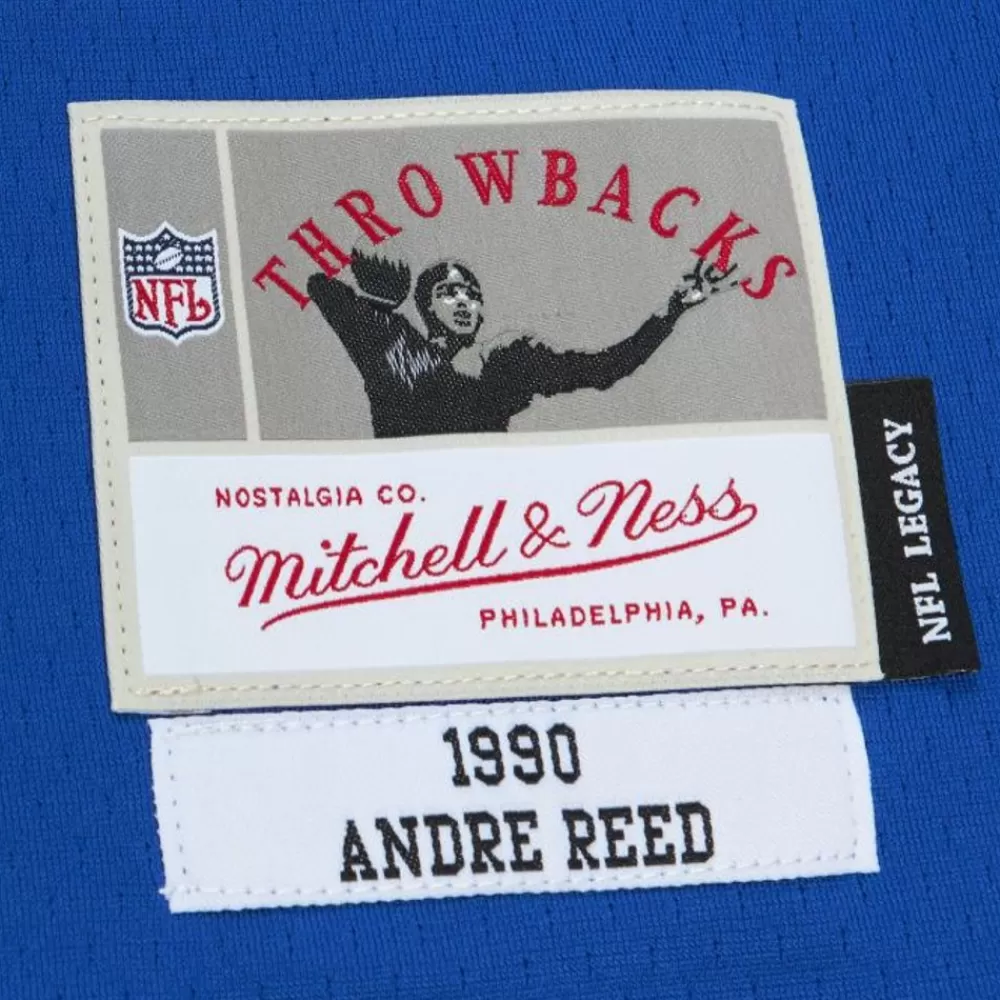 THROWBACKS
NFL
NOSTALGIA CO.
Mitchell & Ness
PHILADELPHIA, PA.
NFL LEGACY
1990
ANDRE REED